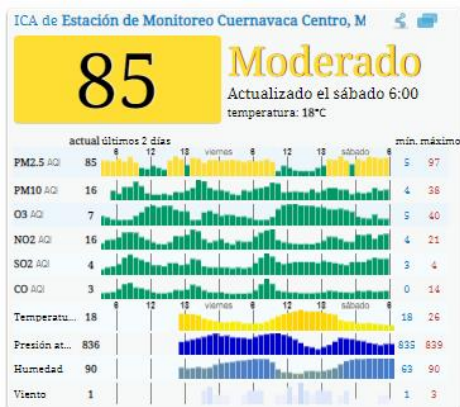 ICA de Estación de Monitoreo Cuernavaca Centro, M
85
Moderado
Actualizado el sábado 6:00
temperatura: 18°C
actual últimos 2 días mín. máximo
6 12 18 viernes 6 12 18 sábado 6
PM2.5 AQI 85 5 97
PM10 AQI 16 4 38
O3 AQI 7 5 40
NO2 AQI 16 4 21
SO2 AQI 4 3 4
CO AQI 3 0 14
6 12 18 viernes 6 12 18 sábado 6
Temperatu... 18 18 26
Presión at... 836 835 839
Humedad 90 63 90
Viento 1 1 3